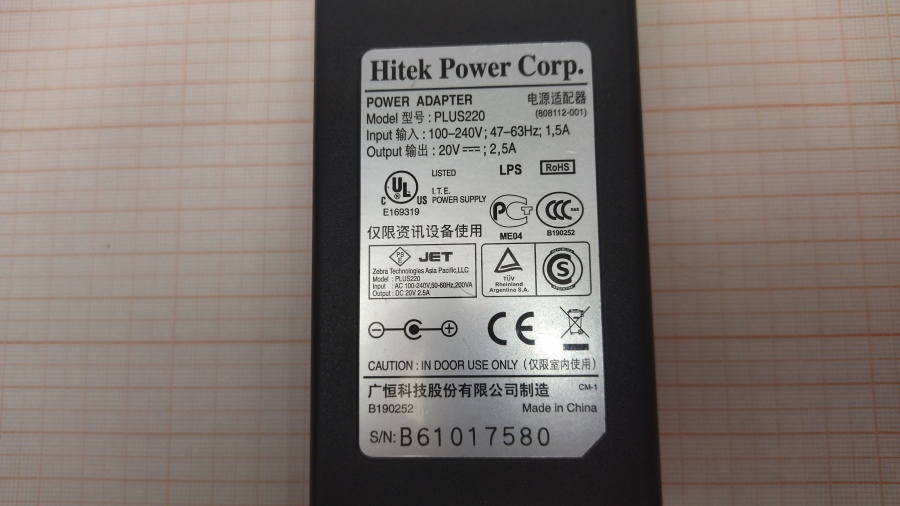 Hitek Power Corp.
POWER ADAPTER 电源适配器
Model 型号 : PLUS220 (808112-001)
Input 输入 : 100–240V ; 47–63Hz; 1,5A
Output 输出 : 20V ⎓ ; 2,5A
LISTED LPS RoHS
UL
C US
I.T.E.
POWER SUPPLY
E169319
PCT
ME04
CCC
S&E
B190252
仅限资讯设备使用
PS
E
JET
Zebra Technologies Asia Pacific,LLC
Model : PLUS220
Input : AC 100-240V,50-60Hz,200VA
Output : DC 20V 2.5A
TÜV
Rheinland
Argentina S.A.
S
CE
CAUTION : IN DOOR USE ONLY (仅限室内使用)
广恒科技股份有限公司制造 CM-1
B190252 Made in China
S/N: B61017580